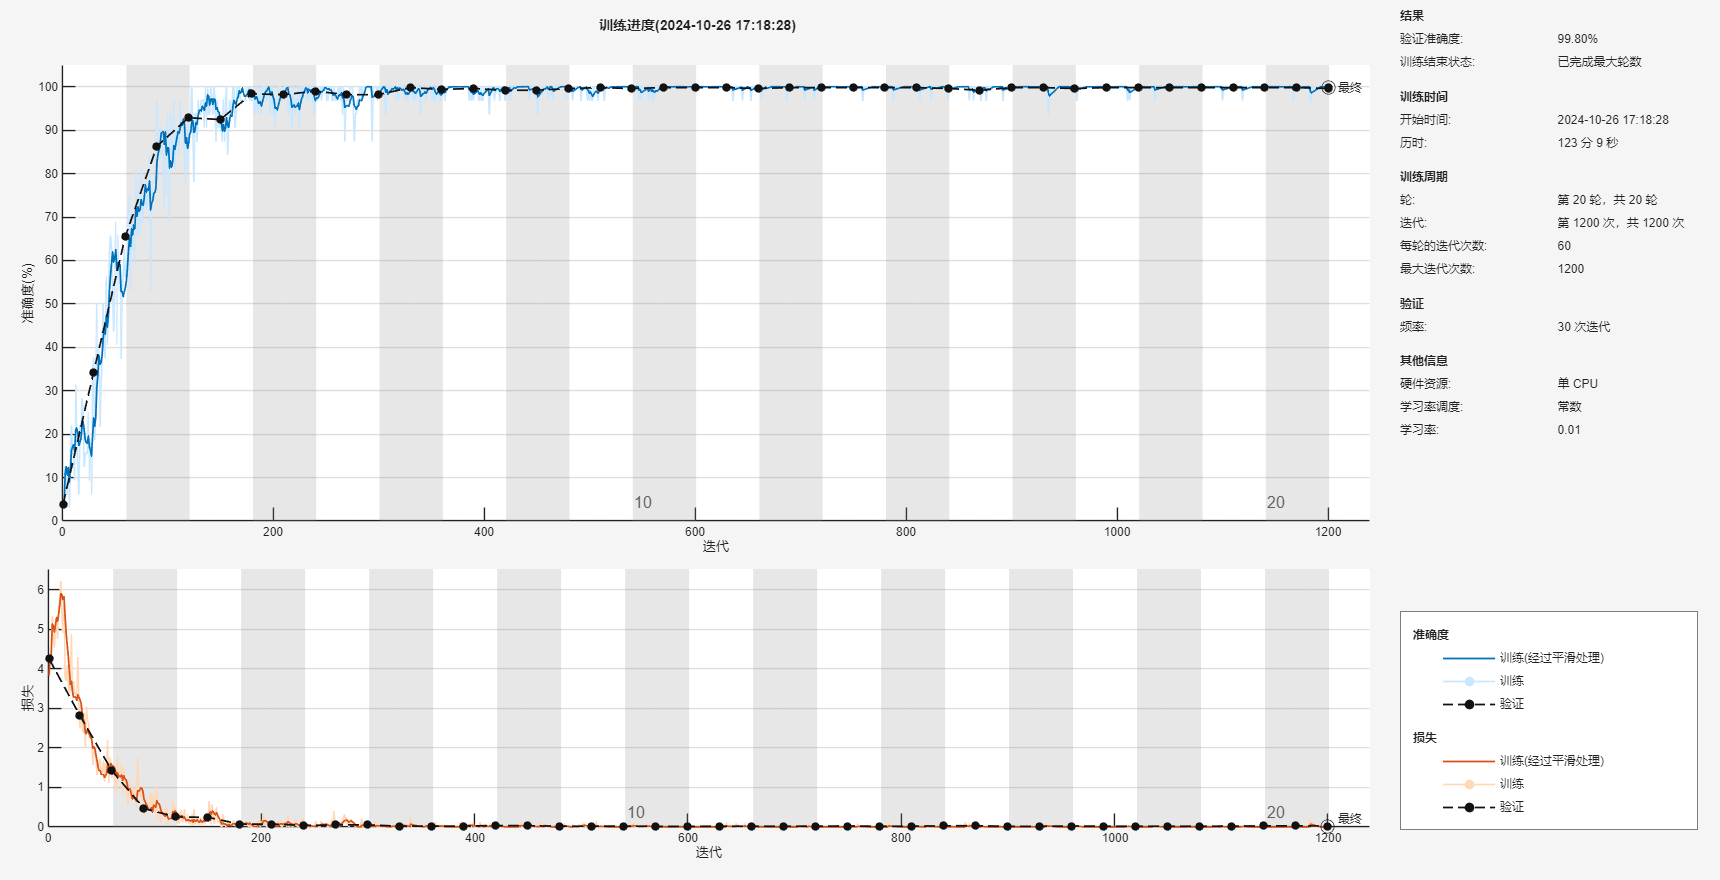 训练进度(2024-10-26 17:18:28)
准确度(%)
100
90
80
70
60
50
40
30
20
10
0
10
20
最终
0
200
400
600
800
1000
1200
迭代
损失
6
5
4
3
2
1
0
10
20
最终
0
200
400
600
800
1000
1200
迭代
结果
验证准确度: 99.80%
训练结束状态: 已完成最大轮数
训练时间
开始时间: 2024-10-26 17:18:28
历时: 123 分 9 秒
训练周期
轮: 第 20 轮，共 20 轮
迭代: 第 1200 次，共 1200 次
每轮的迭代次数: 60
最大迭代次数: 1200
验证
频率: 30 次迭代
其他信息
硬件资源: 单 CPU
学习率调度: 常数
学习率: 0.01
准确度
训练(经过平滑处理)
训练
验证
损失
训练(经过平滑处理)
训练
验证